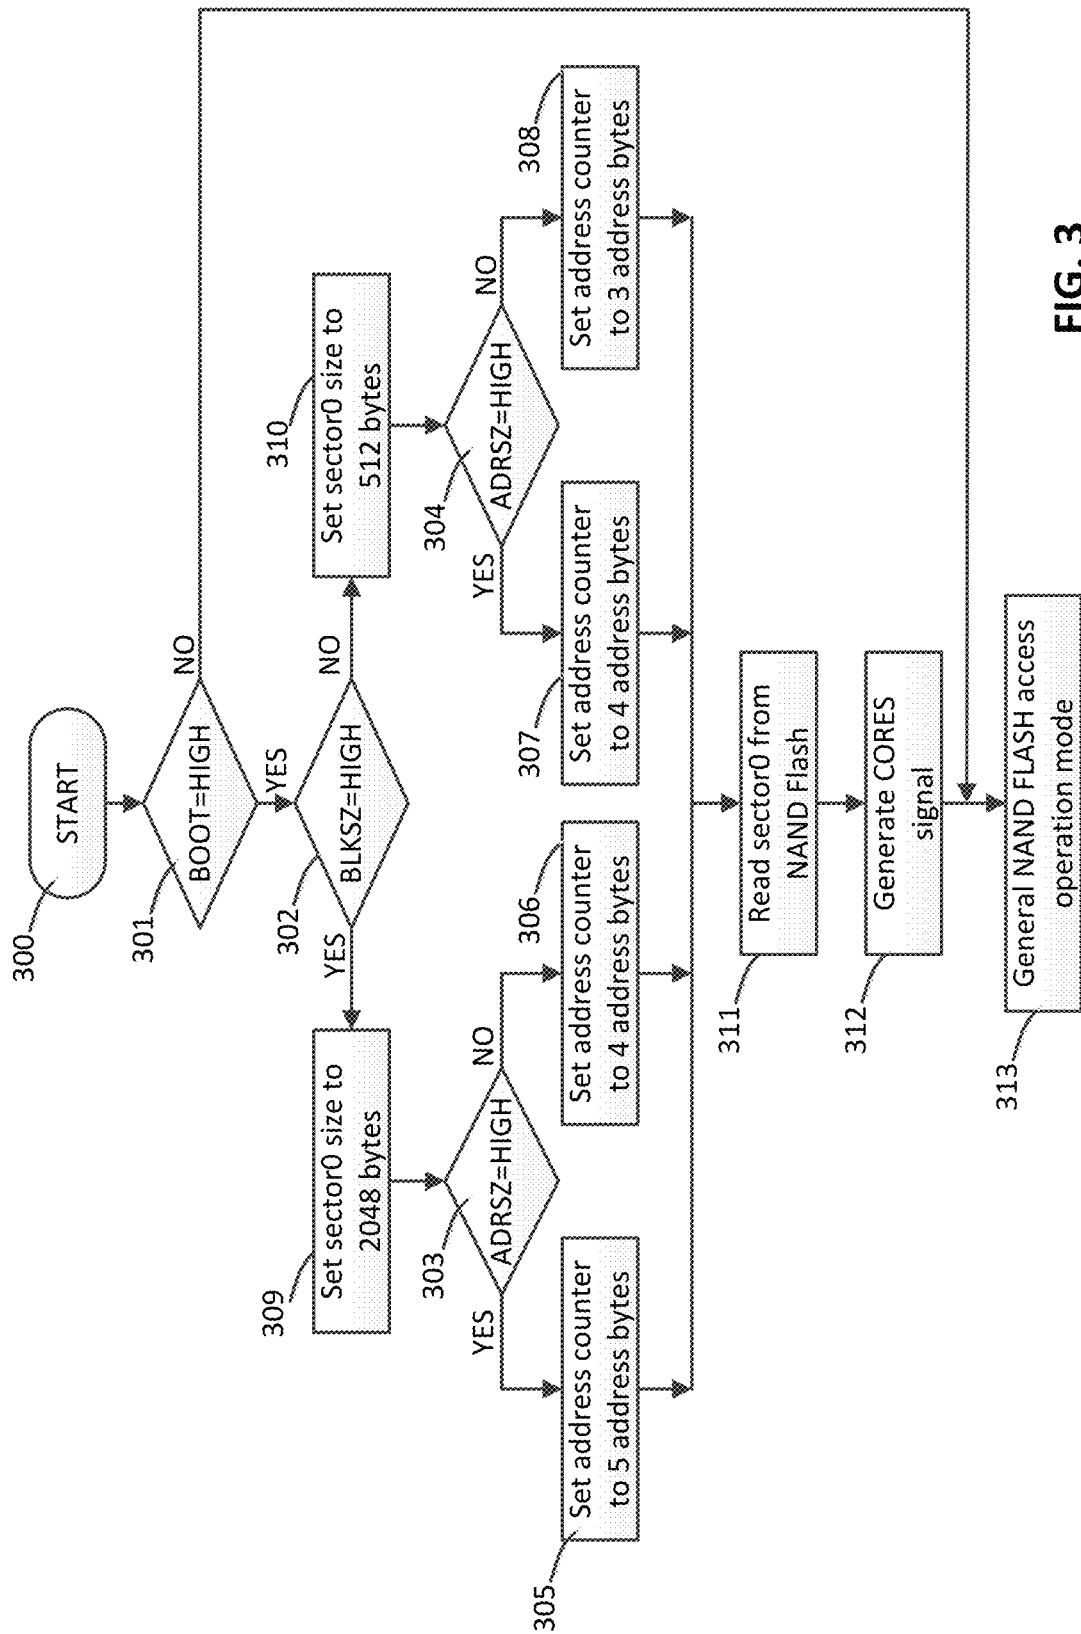 300
START
301
BOOT=HIGH
NO
YES
302
BLKSZ=HIGH
YES
NO
309
Set sector0 size to
2048 bytes
310
Set sector0 size to
512 bytes
303
ADRSZ=HIGH
YES
NO
304
ADRSZ=HIGH
YES
NO
305
Set address counter
to 5 address bytes
306
Set address counter
to 4 address bytes
307
Set address counter
to 4 address bytes
308
Set address counter
to 3 address bytes
311
Read sector0 from
NAND Flash
312
Generate CORES
signal
313
General NAND FLASH access
operation mode
FIG. 3